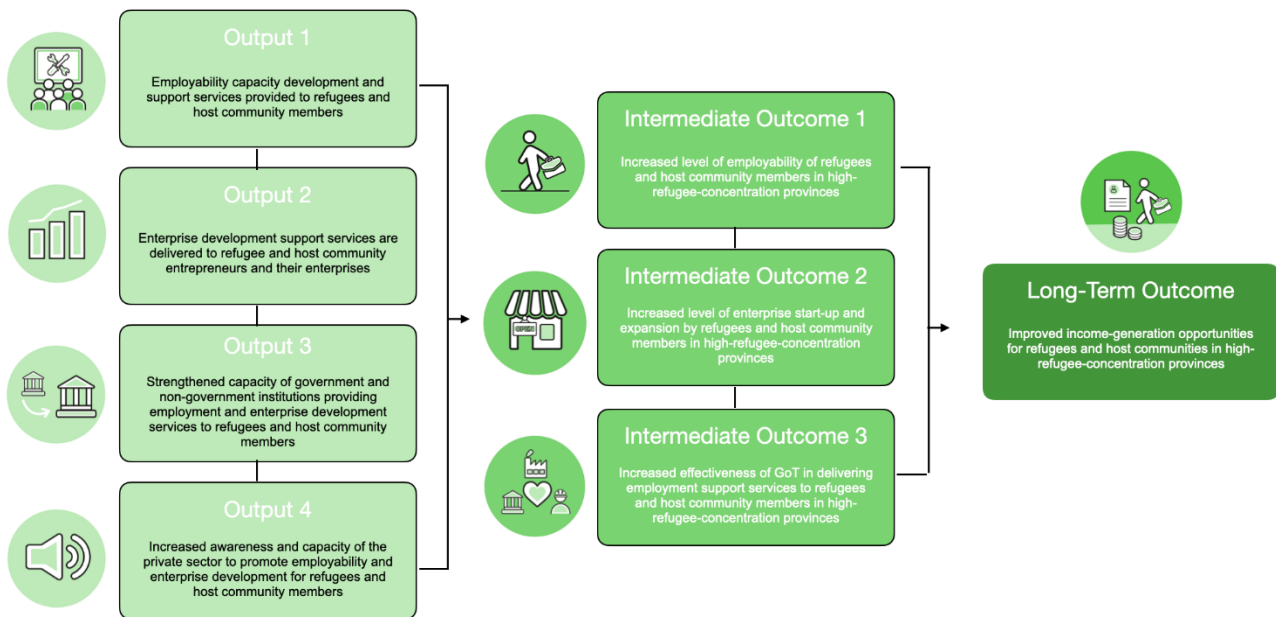 Output 1
Employability capacity development and
support services provided to refugees and
host community members
Output 2
Enterprise development support services are
delivered to refugee and host community
entrepreneurs and their enterprises
Output 3
Strengthened capacity of government and
non-government institutions providing
employment and enterprise development
services to refugees and host community
members
Output 4
Increased awareness and capacity of the
private sector to promote employability and
enterprise development for refugees and
host community members
Intermediate Outcome 1
Increased level of employability of refugees
and host community members in high-
refugee-concentration provinces
OPEN
Intermediate Outcome 2
Increased level of enterprise start-up and
expansion by refugees and host community
members in high-refugee-concentration
provinces
Intermediate Outcome 3
Increased effectiveness of GoT in delivering
employment support services to refugees
and host community members in high-
refugee-concentration provinces
Long-Term Outcome
Improved income-generation opportunities
for refugees and host communities in high-
refugee-concentration provinces